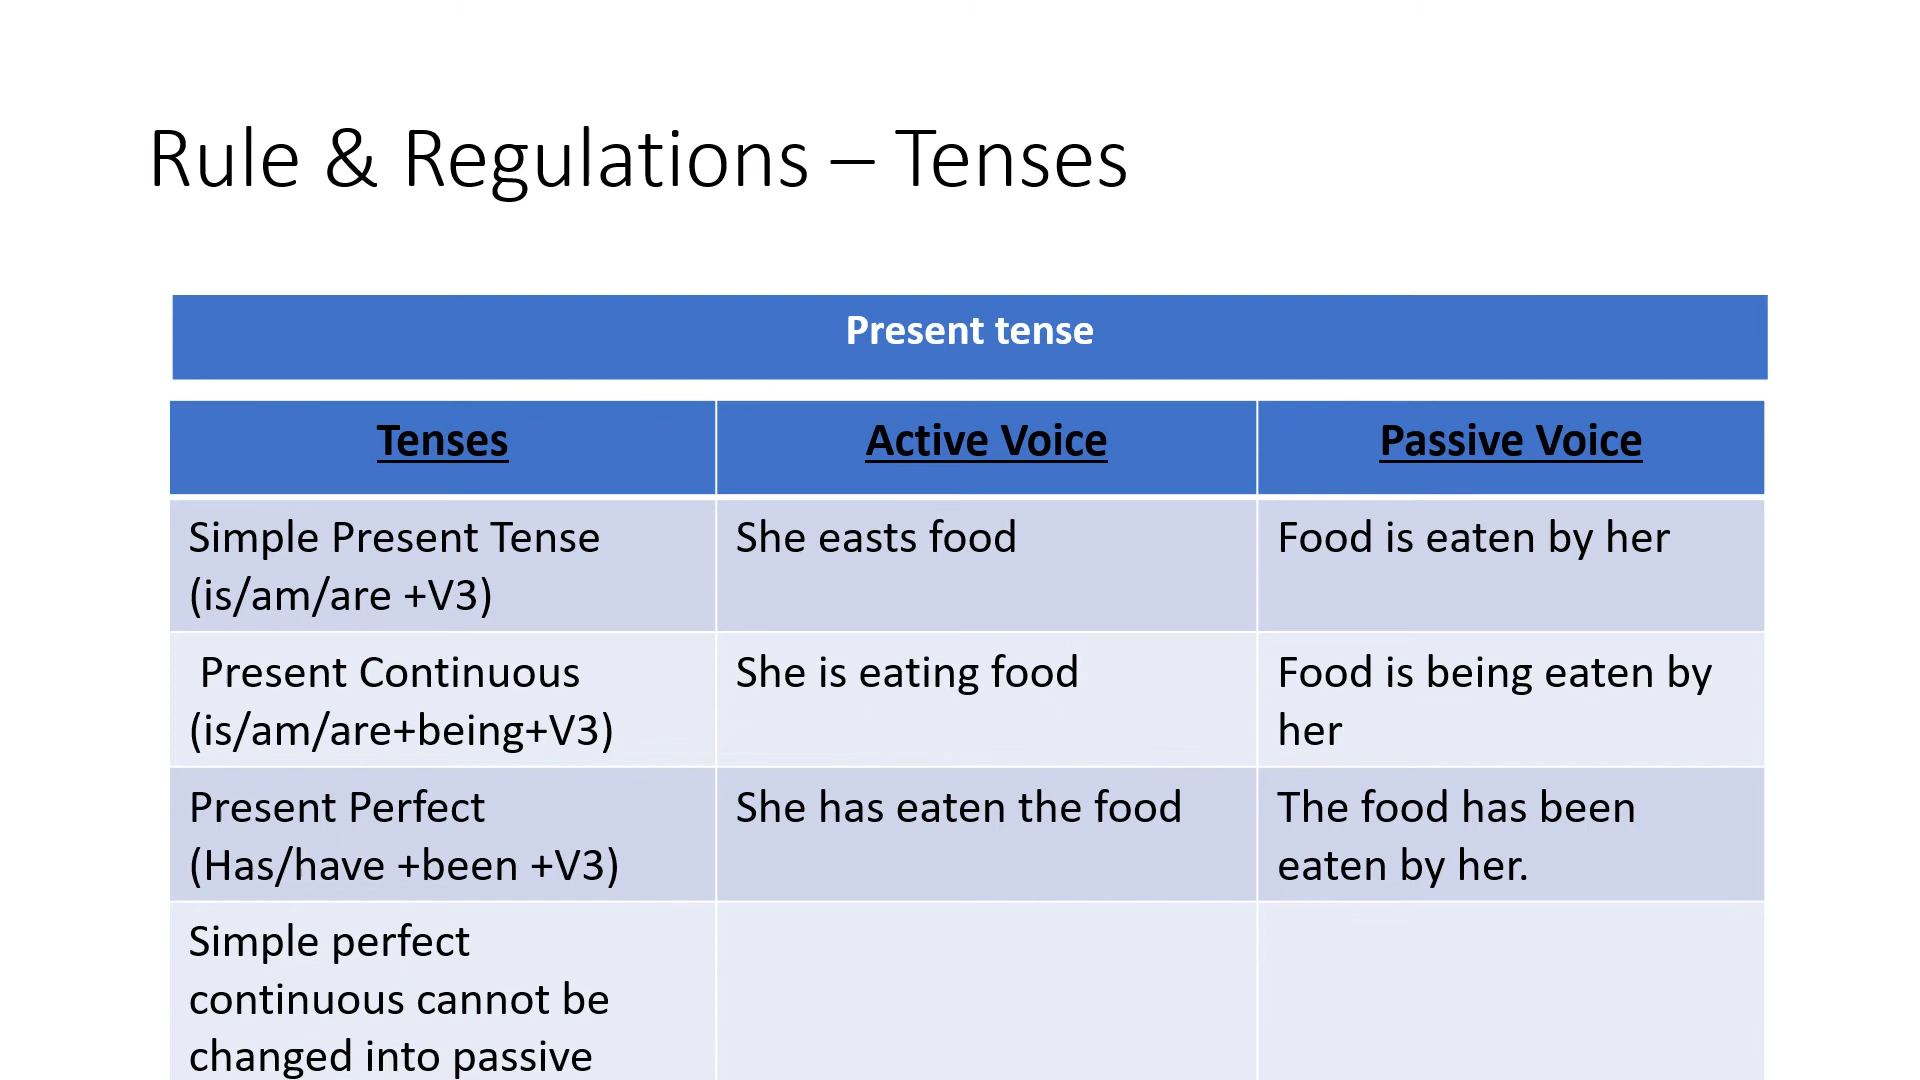 Rule & Regulations – Tenses
Present tense
Tenses
Active Voice
Passive Voice
Simple Present Tense
(is/am/are +V3)
She easts food
Food is eaten by her
Present Continuous
(is/am/are+being+V3)
She is eating food
Food is being eaten by
her
Present Perfect
(Has/have +been +V3)
She has eaten the food
The food has been
eaten by her.
Simple perfect
continuous cannot be
changed into passive